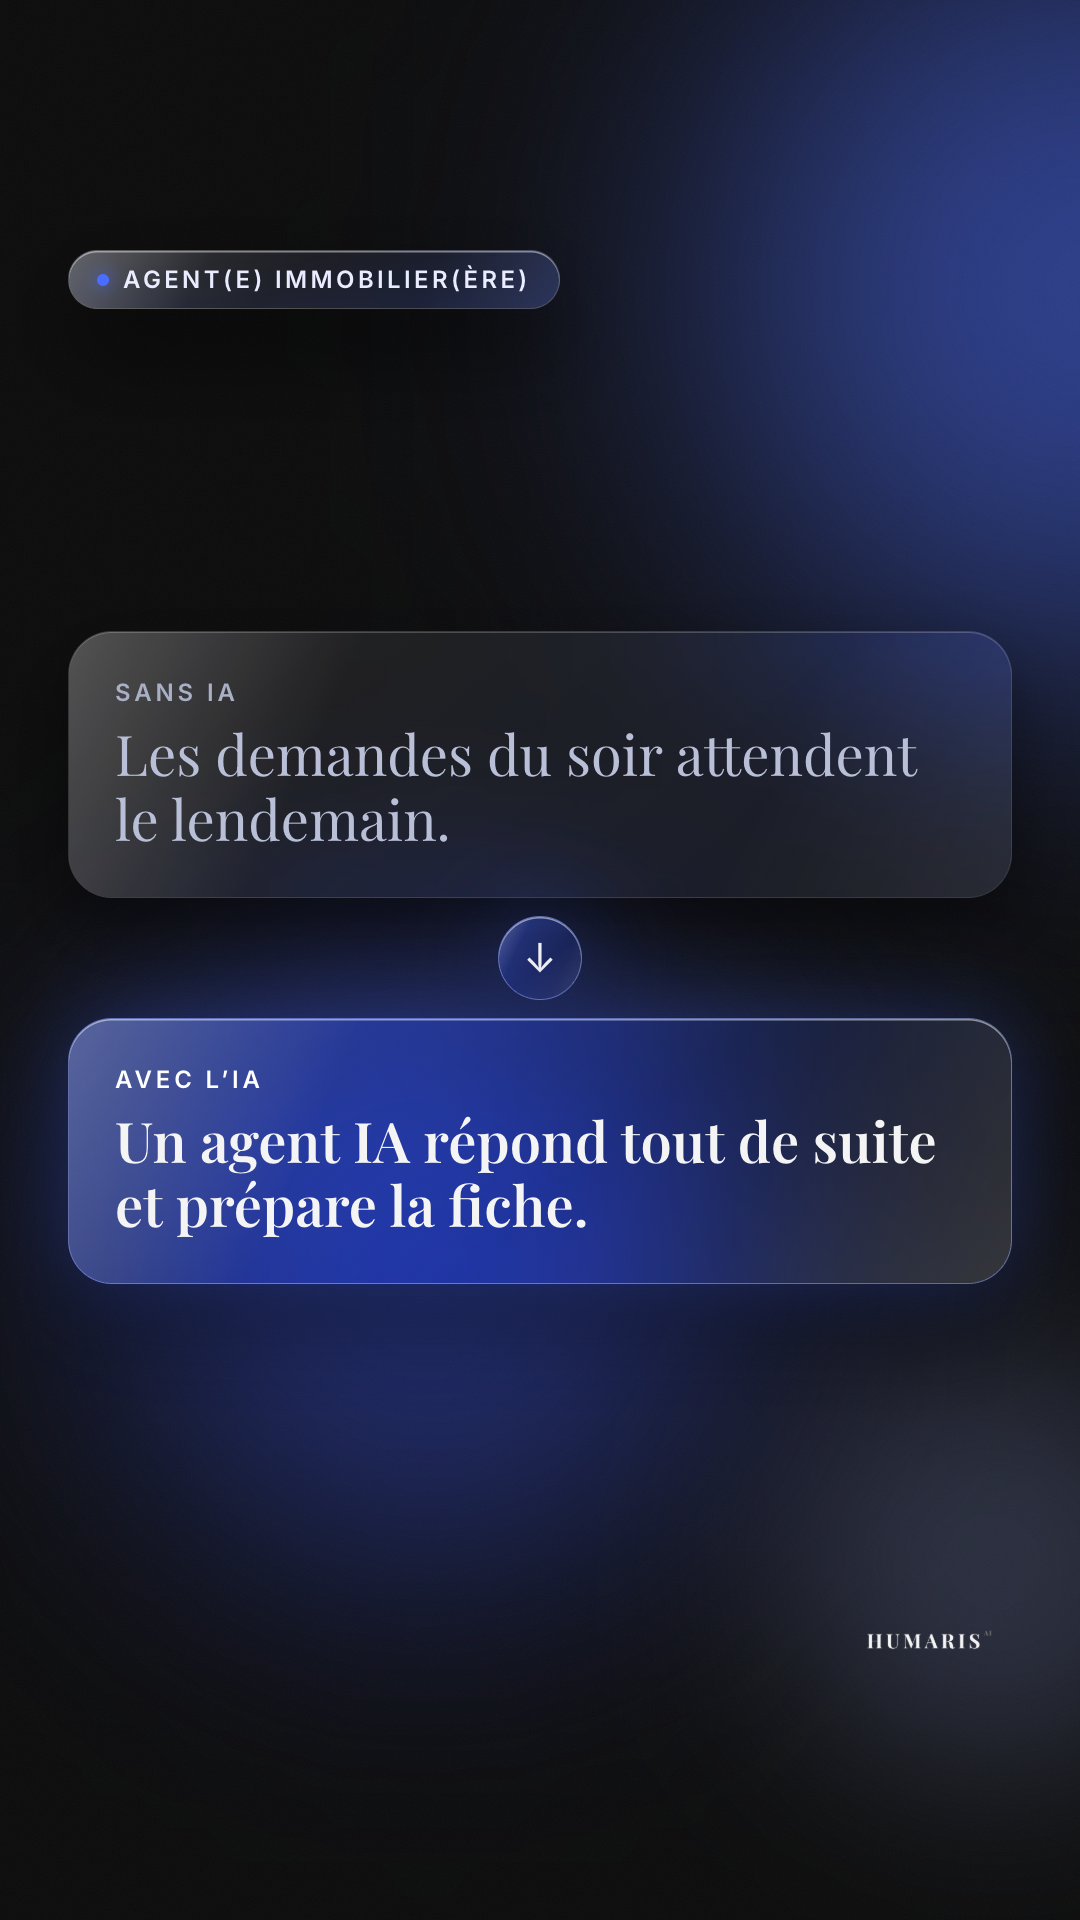 AGENT(E) IMMOBILIER(ÈRE)
SANS IA
Les demandes du soir attendent
le lendemain.
AVEC L’IA
Un agent IA répond tout de suite
et prépare la fiche.
HUMARIS AI